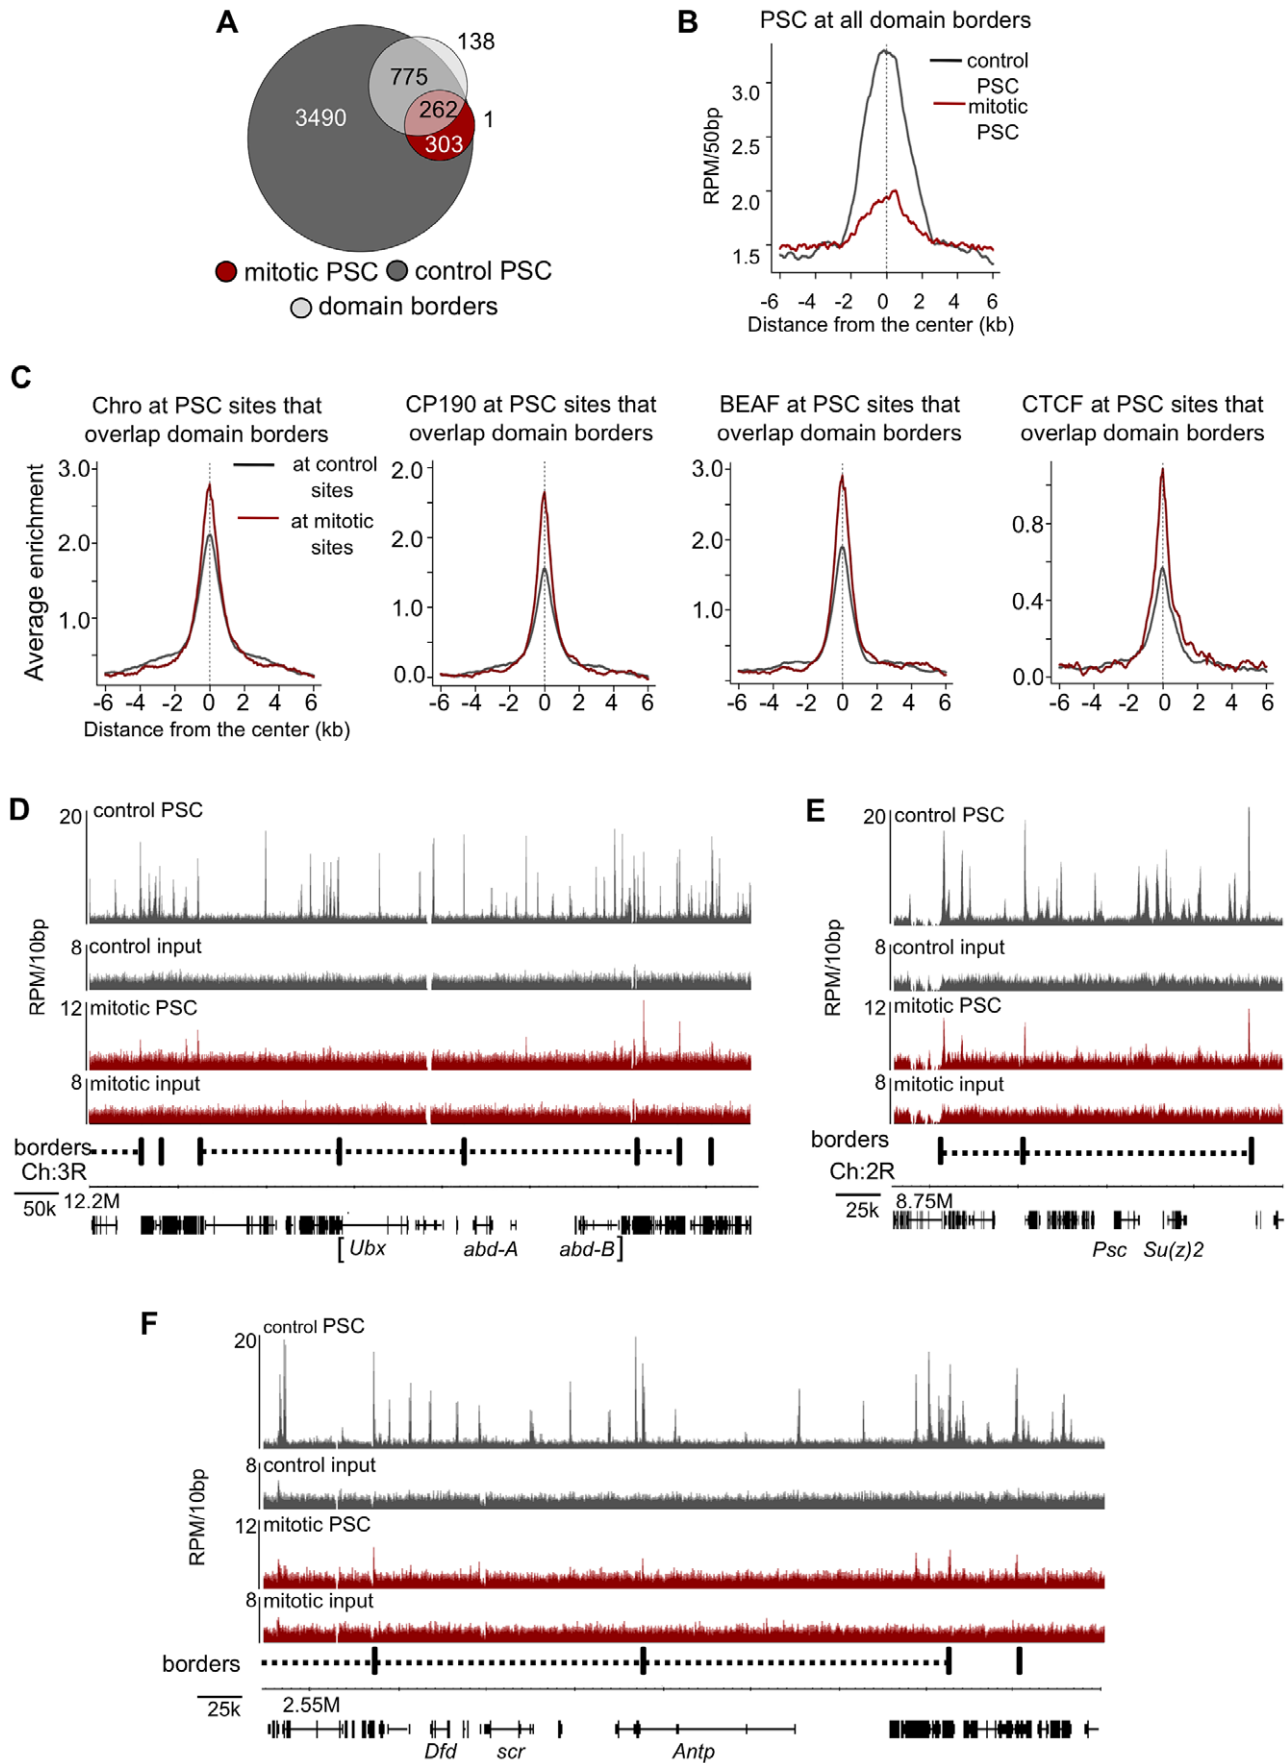 A
138
775
3490
262
1
303
mitotic PSC control PSC
domain borders
B
PSC at all domain borders
control
PSC
mitotic
PSC
RPM/50bp
3.0
2.5
2.0
1.5
-6 -4 -2 0 2 4 6
Distance from the center (kb)
C
Chro at PSC sites that
overlap domain borders
at control
sites
at mitotic
sites
Average enrichment
3.0
2.0
1.0
-6 -4 -2 0 2 4 6
Distance from the center (kb)
CP190 at PSC sites that
overlap domain borders
2.0
2.0
1.0
0.0
-6 -4 -2 0 2 4 6
BEAF at PSC sites that
overlap domain borders
3.0
2.0
1.0
-6 -4 -2 0 2 4 6
CTCF at PSC sites that
overlap domain borders
0.8
0.4
0.0
-6 -4 -2 0 2 4 6
D
20 control PSC
8 control input
12 mitotic PSC
8 mitotic input
RPM/10bp
borders
Ch:3R
50k 12.2M
[ Ubx abd-A abd-B ]
E
20 control PSC
8 control input
12 mitotic PSC
8 mitotic input
RPM/10bp
borders
Ch:2R
25k 8.75M
Psc Su(z)2
F
20 control PSC
8 control input
12 mitotic PSC
8 mitotic input
RPM/10bp
borders
25k 2.55M
Dfd scr Antp